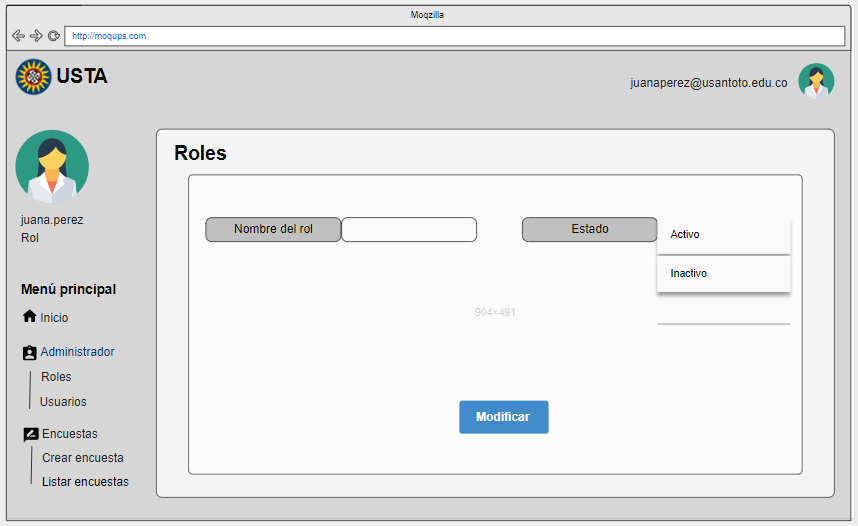 Moqzilla
http://moqups.com
USTA
juanaperez@usantoto.edu.co
juana.perez
Rol
Menú principal
Inicio
Administrador
Roles
Usuarios
Encuestas
Crear encuesta
Listar encuestas
Roles
Nombre del rol
Estado
Activo
Inactivo
904×491
Modificar